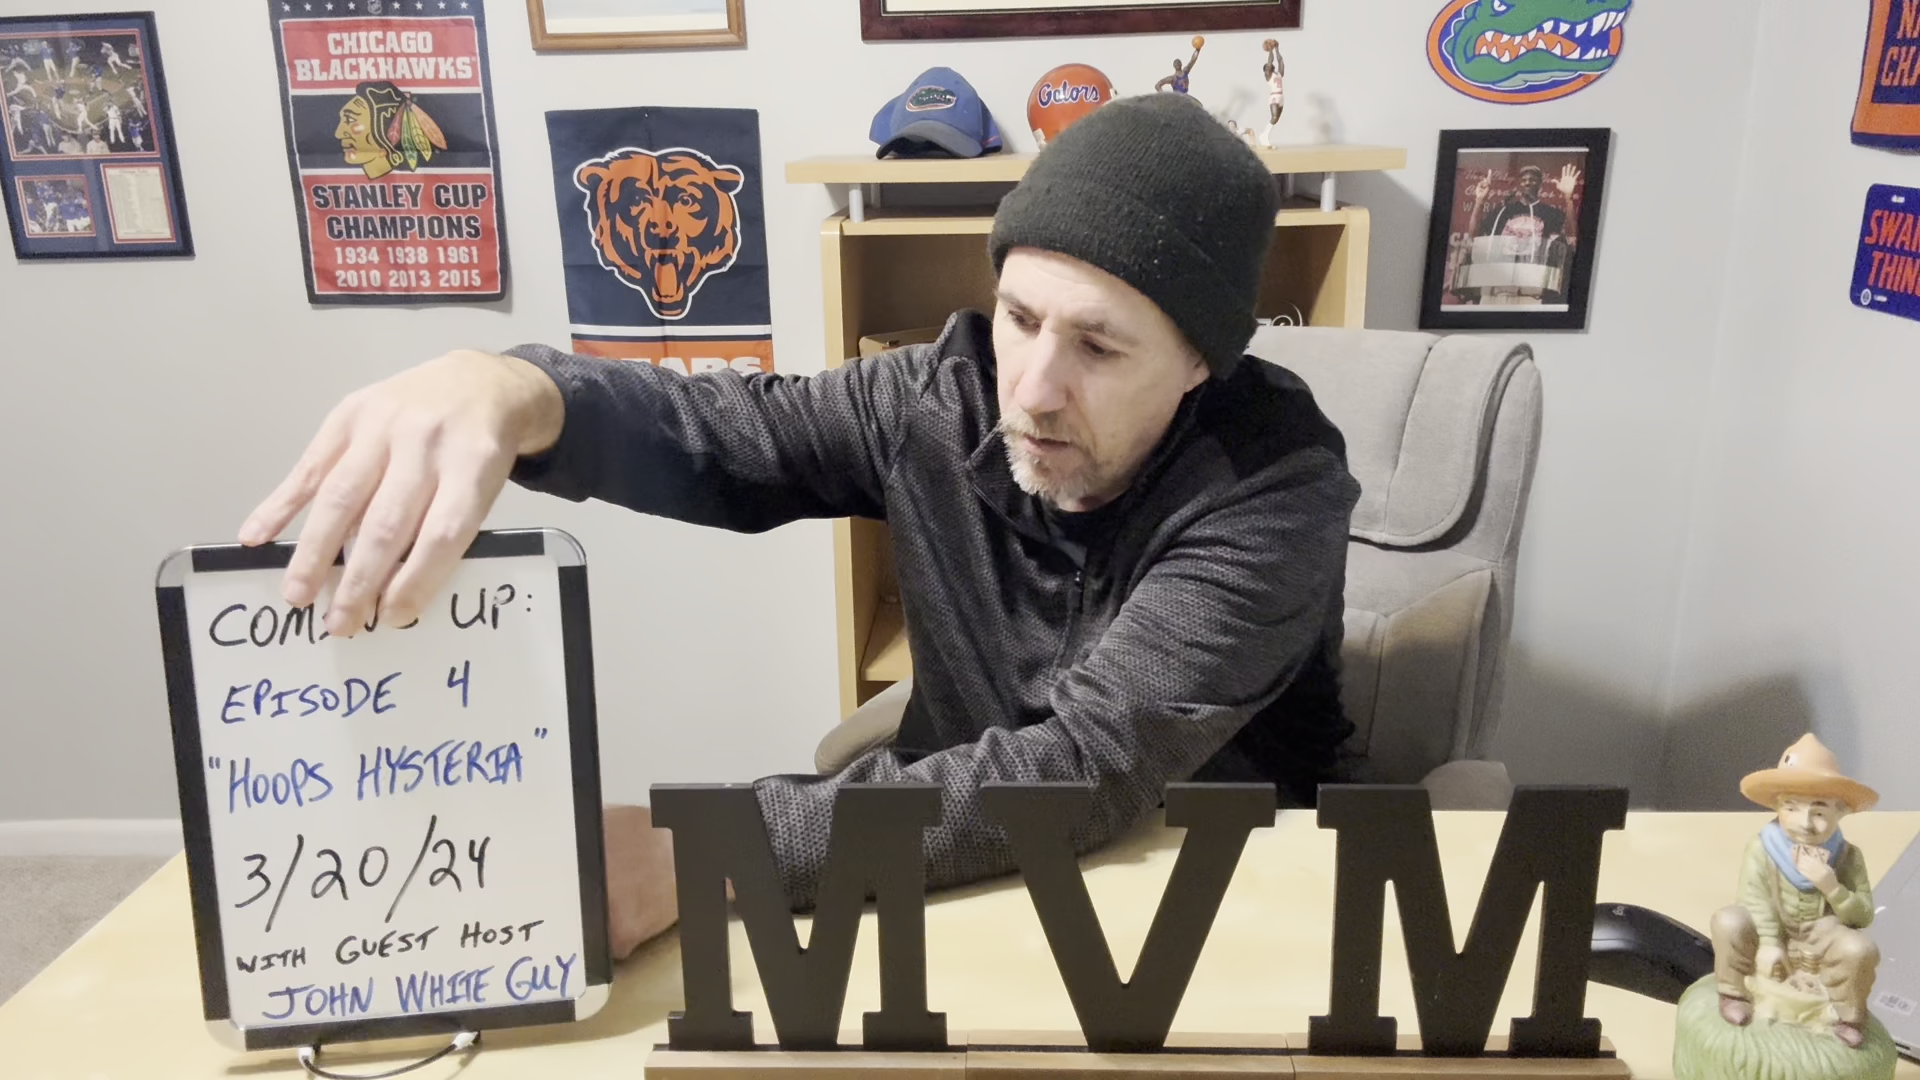 CHICAGO
BLACKHAWKS
STANLEY CUP
CHAMPIONS
1934 1938 1961
2010 2013 2015
Gators
COMING UP:
EPISODE 4
"HOOPS HYSTERIA"
3/20/24
WITH GUEST HOST
JOHN WHITE GUY
MVM